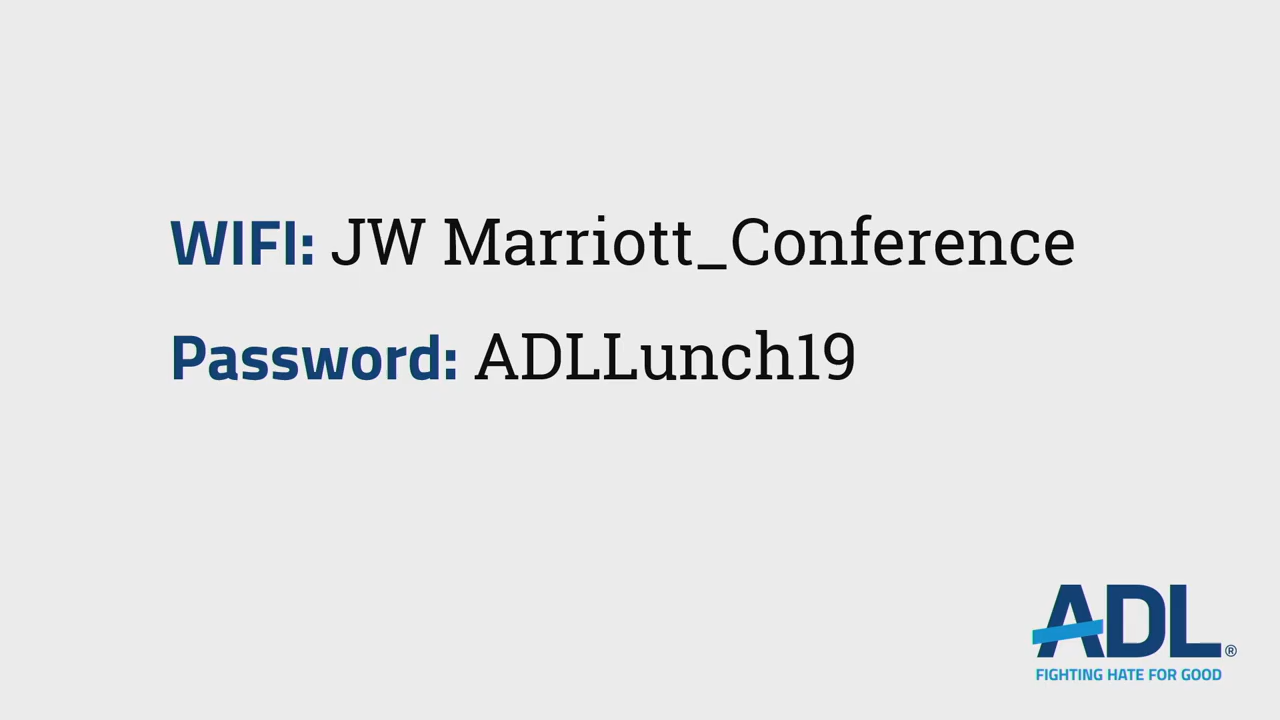 WIFI: JW Marriott_Conference
Password: ADLLunch19
ADL®
FIGHTING HATE FOR GOOD